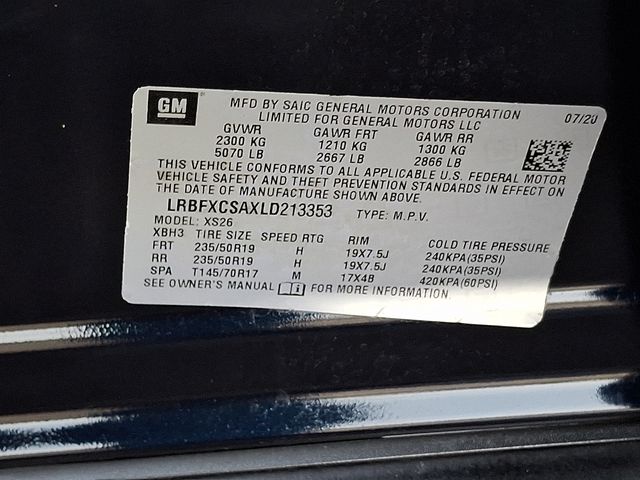 GM
MFD BY SAIC GENERAL MOTORS CORPORATION
LIMITED FOR GENERAL MOTORS LLC
07/20
GVWR GAWR FRT GAWR RR
2300 KG 1210 KG 1300 KG
5070 LB 2667 LB 2866 LB
THIS VEHICLE CONFORMS TO ALL APPLICABLE U.S. FEDERAL MOTOR
VEHICLE SAFETY AND THEFT PREVENTION STANDARDS IN EFFECT ON
THE DATE OF MANUFACTURE SHOWN ABOVE.
LRBFXCSAXLD213353 TYPE: M.P.V.
MODEL: XS26
XBH3 TIRE SIZE SPEED RTG RIM COLD TIRE PRESSURE
FRT 235/50R19 H 19X7.5J 240KPA(35PSI)
RR 235/50R19 H 19X7.5J 240KPA(35PSI)
SPA T145/70R17 M 17X4B 420KPA(60PSI)
SEE OWNER'S MANUAL i FOR MORE INFORMATION.